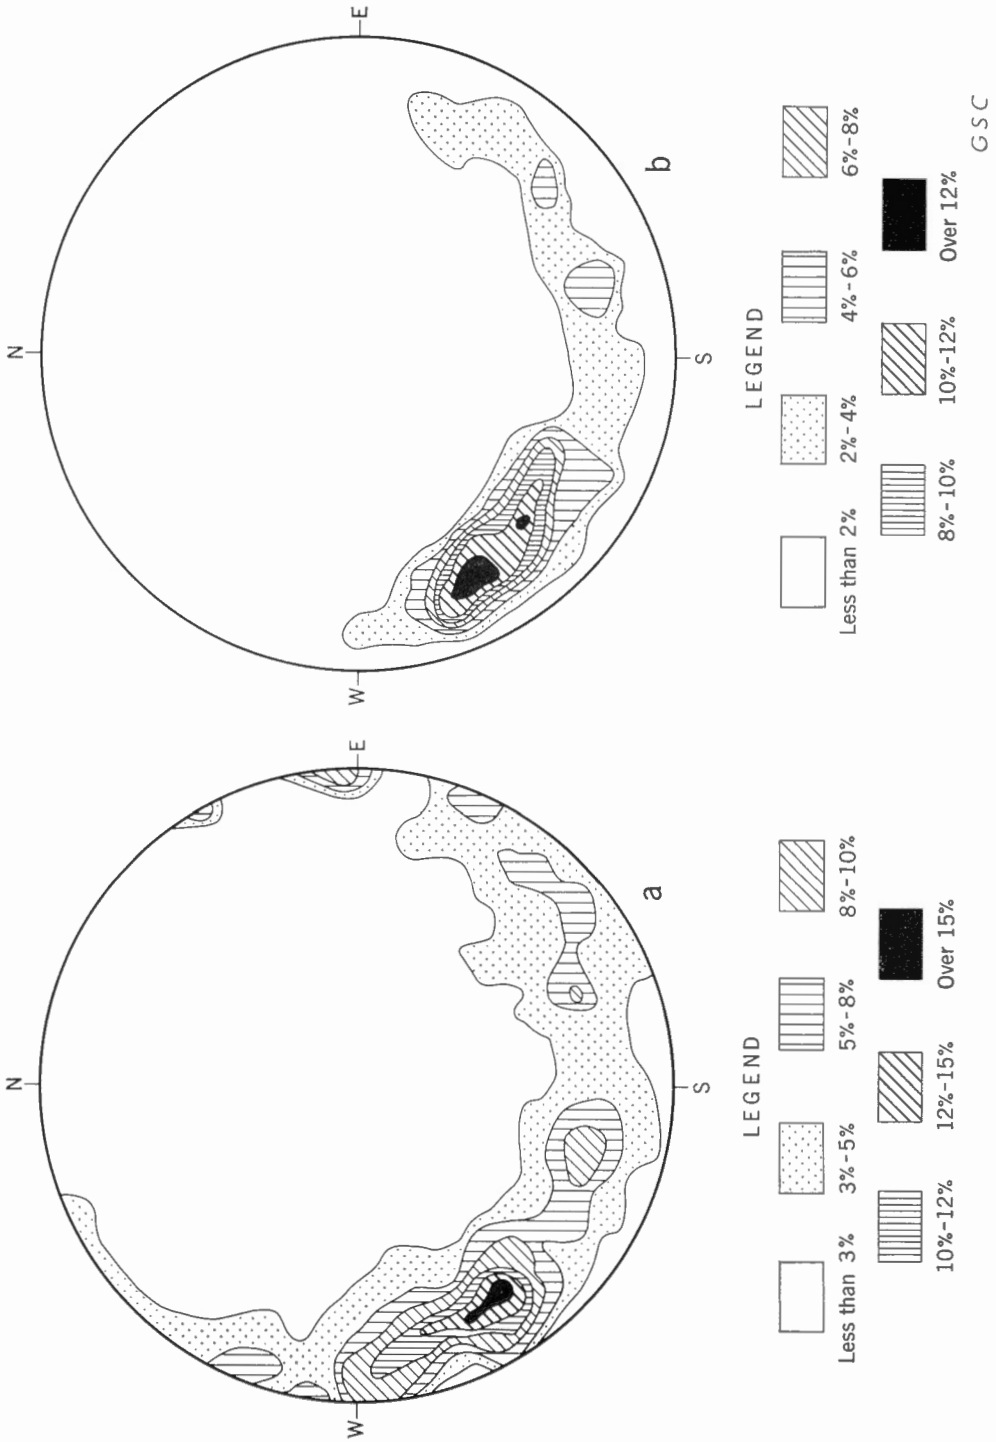 N
W
E
S
a
LEGEND
Less than 3%
3%-5%
5%-8%
8%-10%
10%-12%
12%-15%
Over 15%
N
W
E
S
b
LEGEND
Less than 2%
2%-4%
4%-6%
6%-8%
8%-10%
10%-12%
Over 12%
GSC